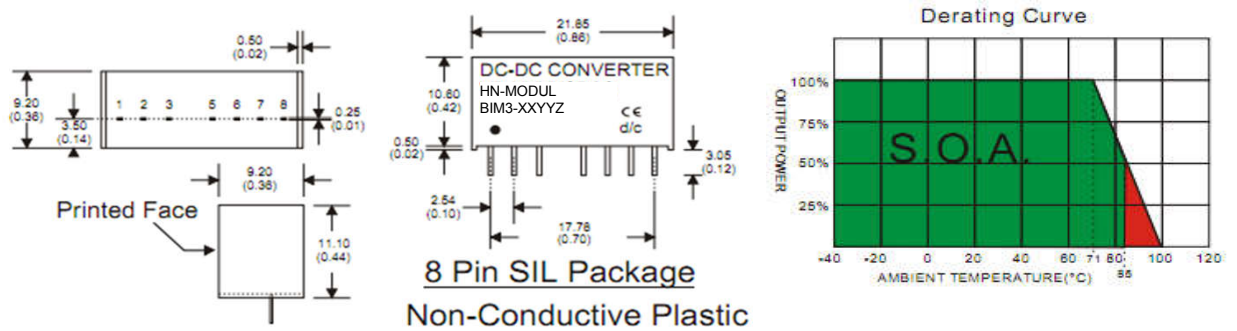 0.50
(0.02)
9.20
(0.36)
3.50
(0.14)
1 2 3 5 6 7 8
0.25
(0.01)
9.20
(0.36)
Printed Face
11.10
(0.44)
21.85
(0.86)
DC-DC CONVERTER
HN-MODUL
BIM3-XXYYZ
CE
d/c
10.60
(0.42)
0.50
(0.02)
3.05
(0.12)
2.54
(0.10)
17.78
(0.70)
8 Pin SIL Package
Non-Conductive Plastic
Derating Curve
OUTPUT POWER
100%
75%
50%
25%
S.O.A.
-40 -20 0 20 40 60 71 80 85 100 120
AMBIENT TEMPERATURE(°C)